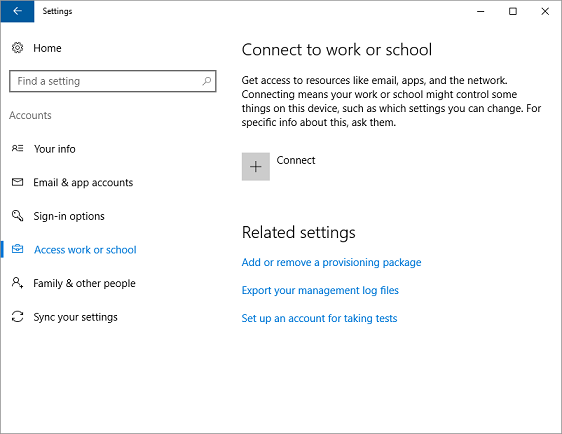 Settings
Home
Find a setting
Accounts
Your info
Email & app accounts
Sign-in options
Access work or school
Family & other people
Sync your settings
Connect to work or school
Get access to resources like email, apps, and the network.
Connecting means your work or school might control some
things on this device, such as which settings you can change. For
specific info about this, ask them.
Connect
Related settings
Add or remove a provisioning package
Export your management log files
Set up an account for taking tests